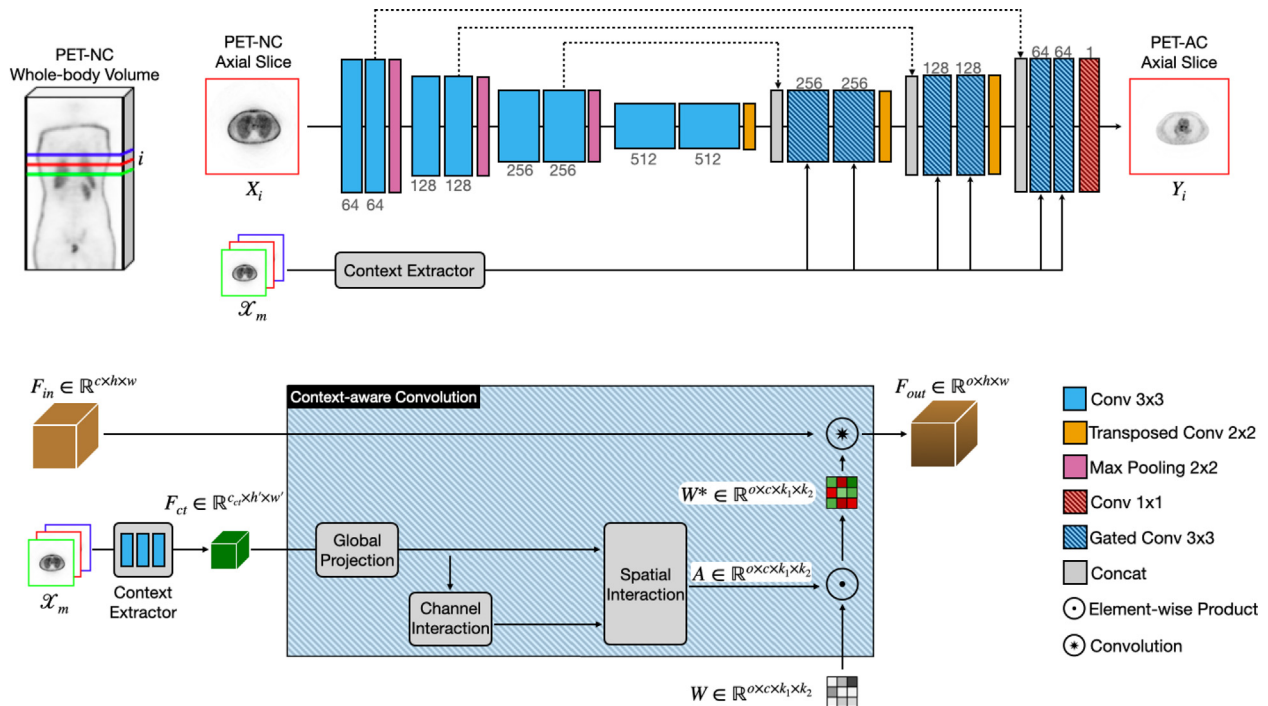 PET-NC
Whole-body Volume
i
PET-NC
Axial Slice
X_i
64 64
128 128
256 256
512 512
256 256
128 128
64 64 1
PET-AC
Axial Slice
Y_i
𝒳_m
Context Extractor
F_in ∈ ℝ^{c×h×w}
Context-aware Convolution
F_out ∈ ℝ^{o×h×w}
F_ct ∈ ℝ^{c_ct×h′×w′}
𝒳_m
Context
Extractor
Global
Projection
Channel
Interaction
Spatial
Interaction
W* ∈ ℝ^{o×c×k_1×k_2}
A ∈ ℝ^{o×c×k_1×k_2}
W ∈ ℝ^{o×c×k_1×k_2}
Conv 3x3
Transposed Conv 2x2
Max Pooling 2x2
Conv 1x1
Gated Conv 3x3
Concat
Element-wise Product
Convolution